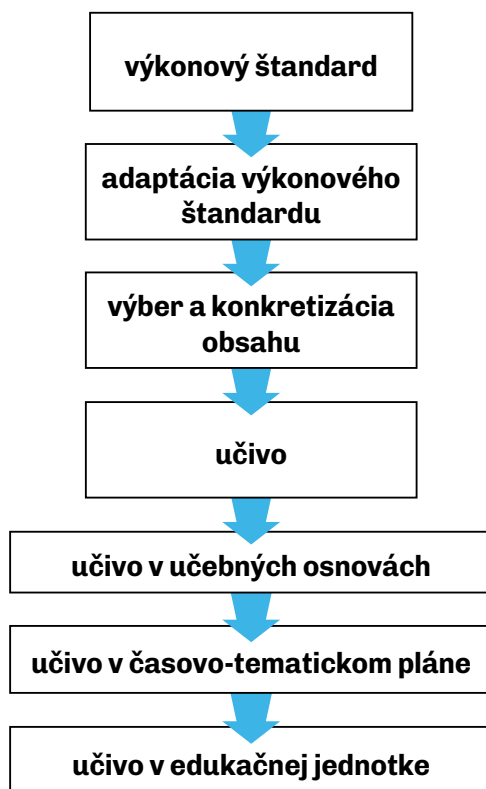 výkonový štandard
adaptácia výkonového
štandardu
výber a konkretizácia
obsahu
učivo
učivo v učebných osnovách
učivo v časovo-tematickom pláne
učivo v edukačnej jednotke